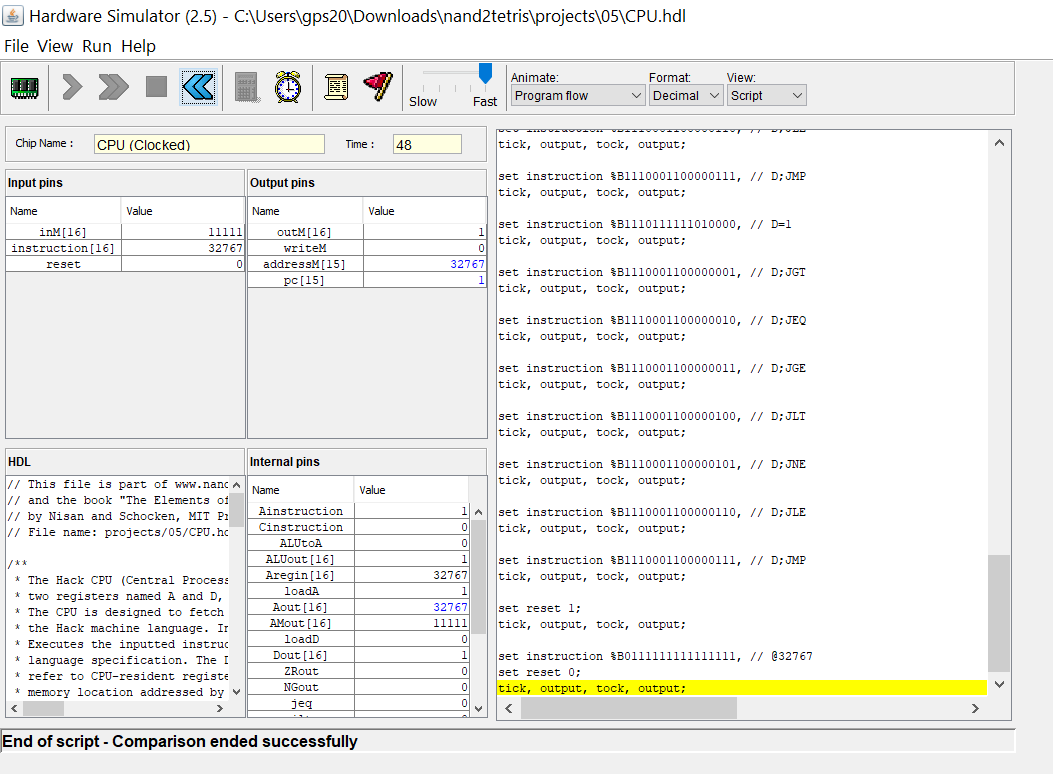 Hardware Simulator (2.5) - C:\Users\gps20\Downloads\nand2tetris\projects\05\CPU.hdl
File View Run Help
Slow Fast
Animate: Format: View:
Program flow Decimal Script
Chip Name : CPU (Clocked) Time : 48
Input pins
Name Value
inM[16] 11111
instruction[16] 32767
reset 0
Output pins
Name Value
outM[16] 1
writeM 0
addressM[15] 32767
pc[15] 1
HDL
// This file is part of www.nand
// and the book "The Elements of
// by Nisan and Schocken, MIT Pr
// File name: projects/05/CPU.hd
/**
* The Hack CPU (Central Process
* two registers named A and D,
* The CPU is designed to fetch
* the Hack machine language. In
* Executes the inputted instruc
* language specification. The D
* refer to CPU-resident registe
* memory location addressed by
Internal pins
Name Value
Ainstruction 1
Cinstruction 0
ALUtoA 0
ALUout[16] 1
Aregin[16] 32767
loadA 1
Aout[16] 32767
AMout[16] 11111
loadD 0
Dout[16] 1
ZRout 0
NGout 0
jeq 0
set instruction %B1110001100000110, // D;JLE
tick, output, tock, output;
set instruction %B1110001100000111, // D;JMP
tick, output, tock, output;
set instruction %B1110111111010000, // D=1
tick, output, tock, output;
set instruction %B1110001100000001, // D;JGT
tick, output, tock, output;
set instruction %B1110001100000010, // D;JEQ
tick, output, tock, output;
set instruction %B1110001100000011, // D;JGE
tick, output, tock, output;
set instruction %B1110001100000100, // D;JLT
tick, output, tock, output;
set instruction %B1110001100000101, // D;JNE
tick, output, tock, output;
set instruction %B1110001100000110, // D;JLE
tick, output, tock, output;
set instruction %B1110001100000111, // D;JMP
tick, output, tock, output;
set reset 1;
tick, output, tock, output;
set instruction %B0111111111111111, // @32767
set reset 0;
tick, output, tock, output;
End of script - Comparison ended successfully